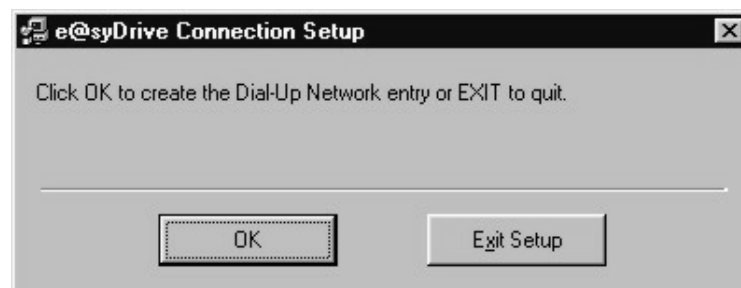 e@syDrive Connection Setup
Click OK to create the Dial-Up Network entry or EXIT to quit.
OK
Exit Setup